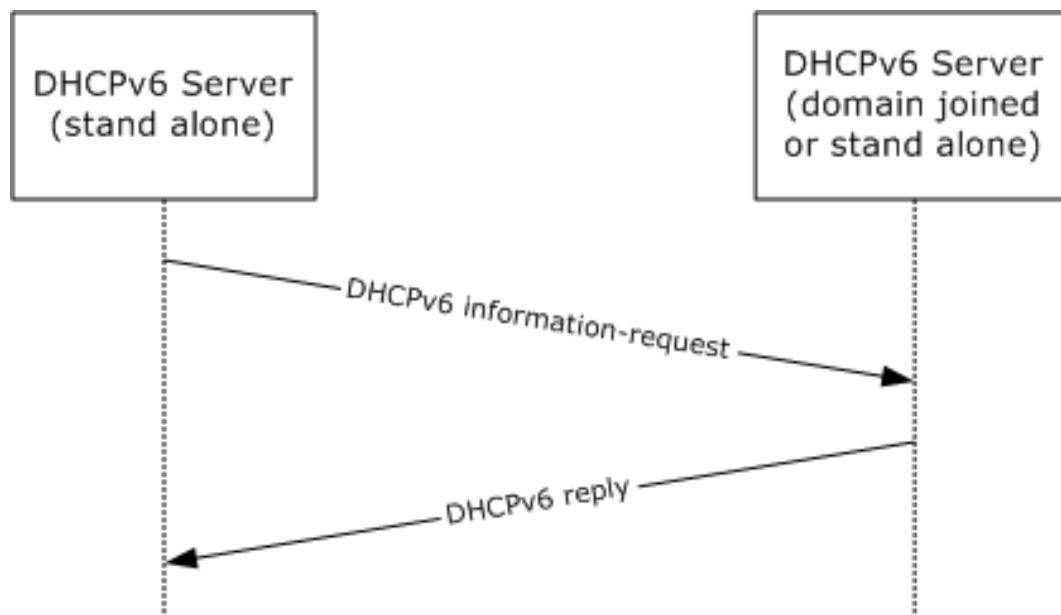 DHCPv6 Server
(stand alone)
DHCPv6 Server
(domain joined
or stand alone)
DHCPv6 information-request
DHCPv6 reply